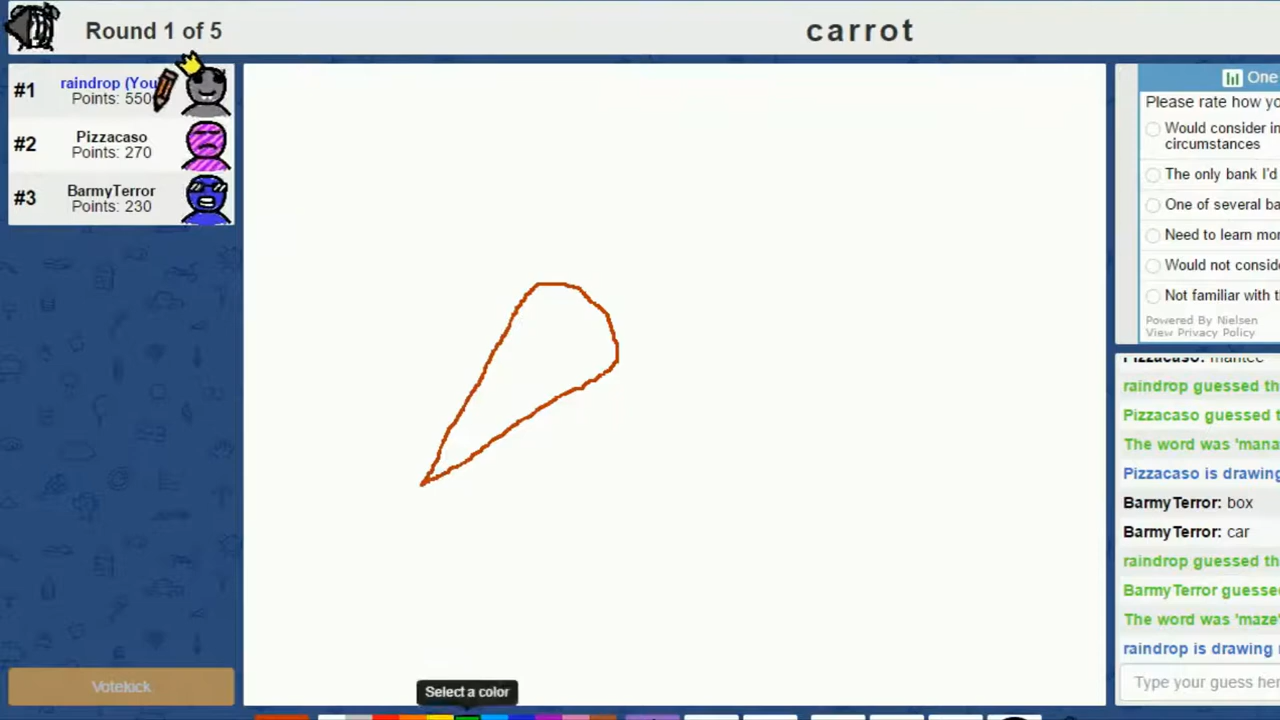 Round 1 of 5
carrot
#1
raindrop (You
Points: 550
#2
Pizzacaso
Points: 270
#3
BarmyTerror
Points: 230
Votekick
Select a color
One
Please rate how yo
Would consider in
circumstances
The only bank I'd
One of several ba
Need to learn mor
Would not conside
Not familiar with t
Powered By Nielsen
View Privacy Policy
Pizzacaso:
raindrop guessed th
Pizzacaso guessed t
The word was 'mana
Pizzacaso is drawing
BarmyTerror: box
BarmyTerror: car
raindrop guessed th
BarmyTerror guesse
The word was 'maze'
raindrop is drawing
Type your guess her